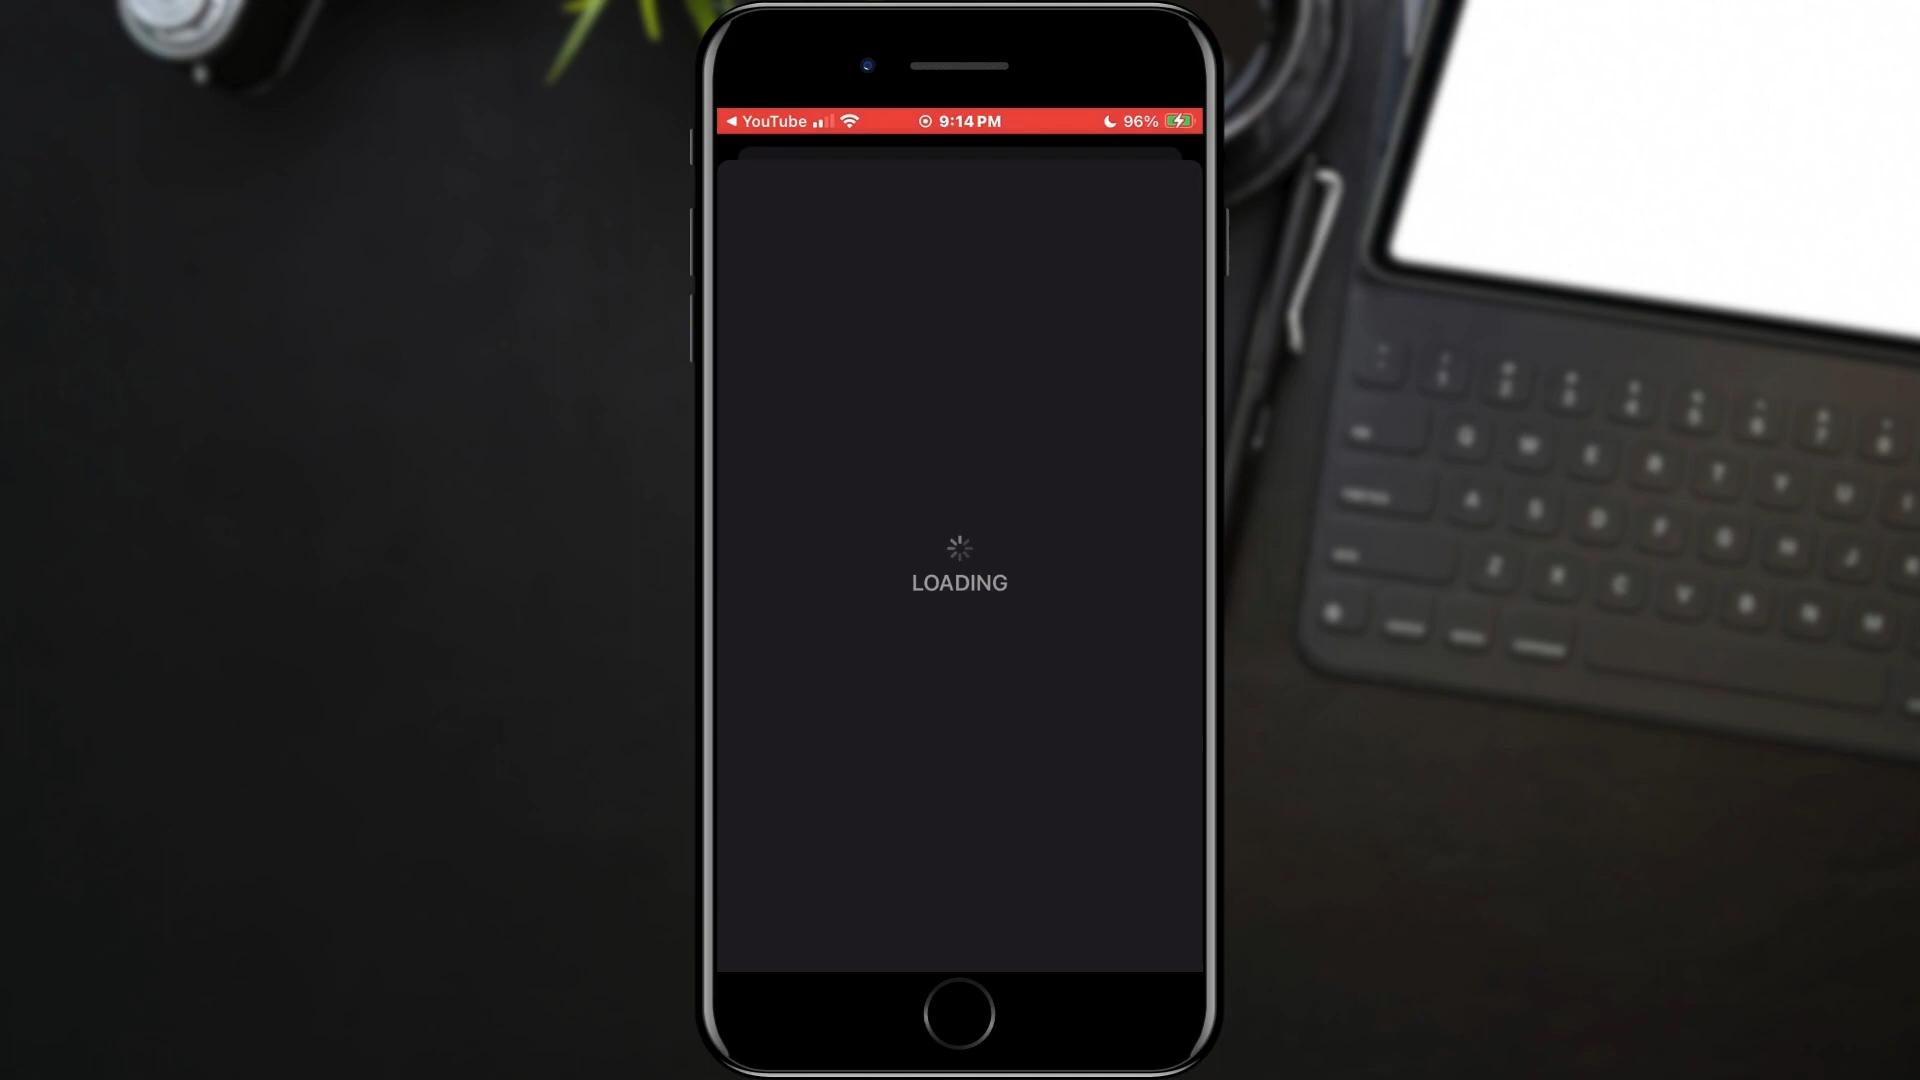 YouTube 9:14 PM 96%
LOADING
Q W E R T Y U I
A S D F G H J K
Z X C V B N M